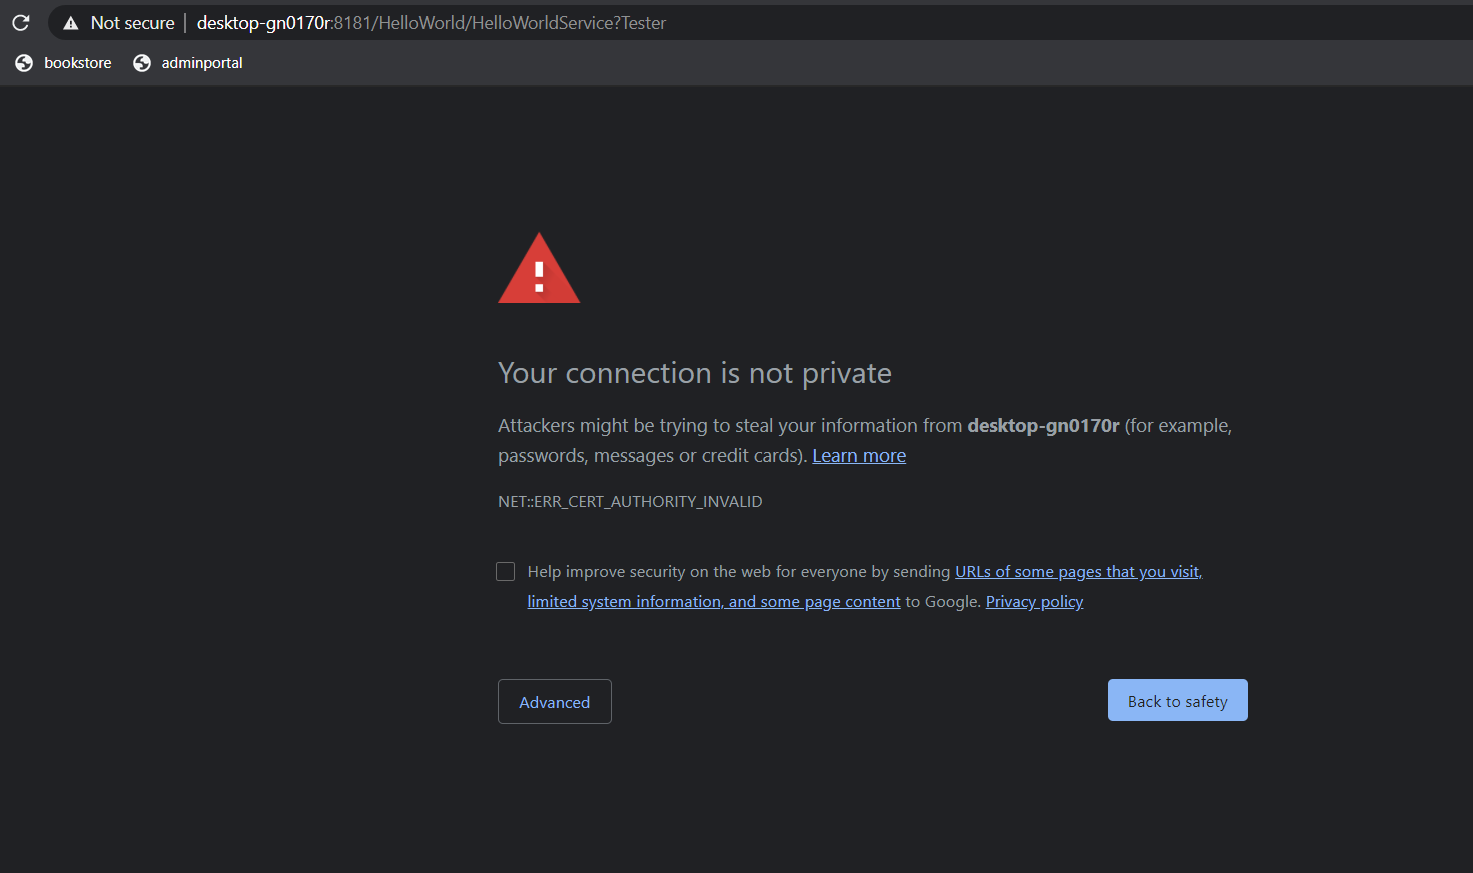 Not secure | desktop-gn0170r:8181/HelloWorld/HelloWorldService?Tester
bookstore adminportal
Your connection is not private
Attackers might be trying to steal your information from desktop-gn0170r (for example,
passwords, messages or credit cards). Learn more
NET::ERR_CERT_AUTHORITY_INVALID
Help improve security on the web for everyone by sending URLs of some pages that you visit,
limited system information, and some page content to Google. Privacy policy
Advanced Back to safety